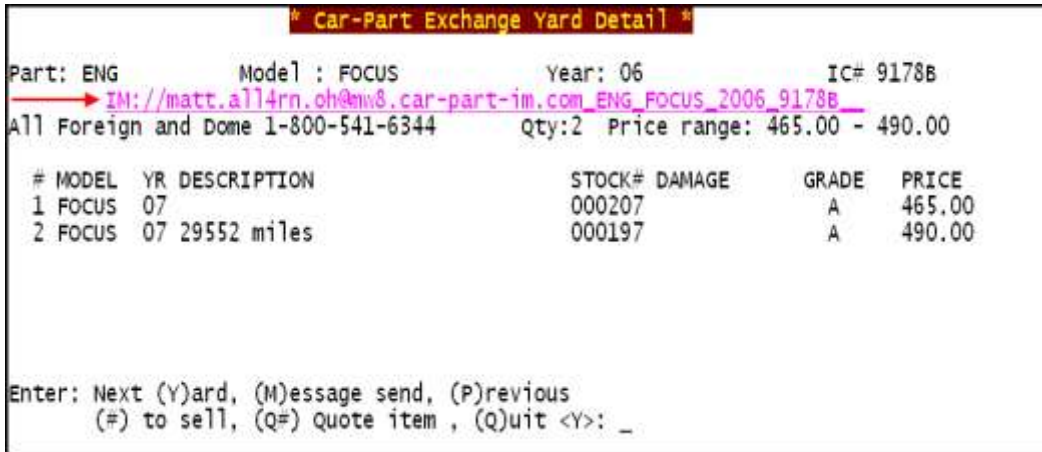 * Car-Part Exchange Yard Detail *
Part: ENG Model : FOCUS Year: 06 IC# 9178B
IM://matt.all4rn.oh@mw8.car-part-im.com_ENG_FOCUS_2006_9178B__
All Foreign and Dome 1-800-541-6344 Qty:2 Price range: 465.00 - 490.00
# MODEL YR DESCRIPTION STOCK# DAMAGE GRADE PRICE
1 FOCUS 07 000207 A 465.00
2 FOCUS 07 29552 miles 000197 A 490.00
Enter: Next (Y)ard, (M)essage send, (P)revious
(#) to sell, (Q#) Quote item , (Q)uit <Y>: _